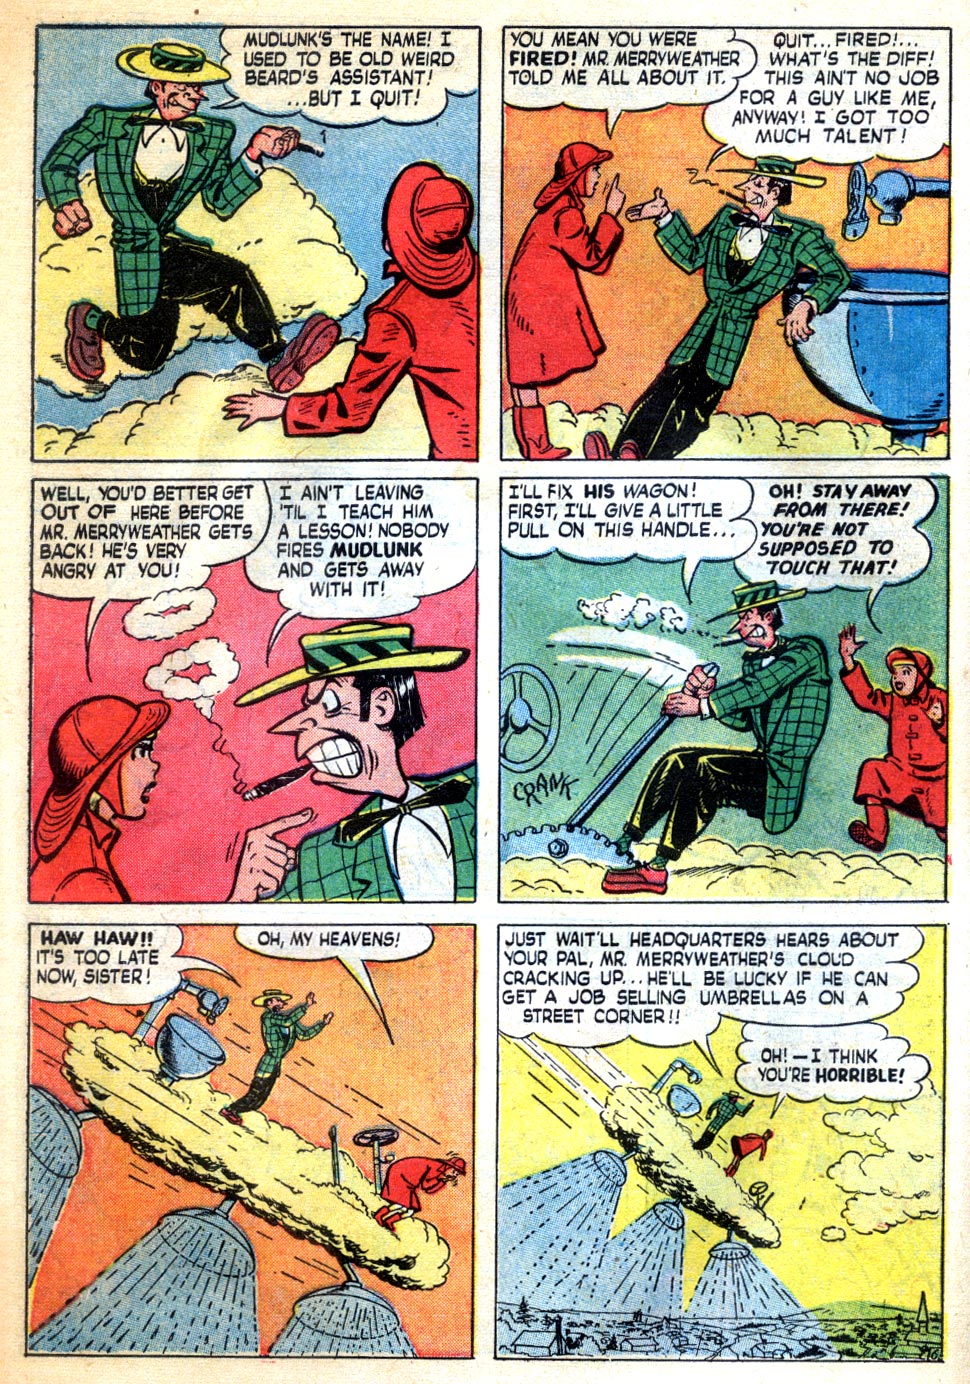 MUDLUNK'S THE NAME! I
USED TO BE OLD WEIRD
BEARD'S ASSISTANT!
...BUT I QUIT!
YOU MEAN YOU WERE
FIRED! MR. MERRYWEATHER
TOLD ME ALL ABOUT IT.
QUIT...FIRED!...
WHAT'S THE DIFF!
THIS AIN'T NO JOB
FOR A GUY LIKE ME,
ANYWAY! I GOT TOO
MUCH TALENT!
WELL, YOU'D BETTER GET
OUT OF HERE BEFORE
MR. MERRYWEATHER GETS
BACK! HE'S VERY
ANGRY AT YOU!
I AIN'T LEAVING
'TIL I TEACH HIM
A LESSON! NOBODY
FIRES MUDLUNK
AND GETS AWAY
WITH IT!
I'LL FIX HIS WAGON!
FIRST, I'LL GIVE A LITTLE
PULL ON THIS HANDLE...
OH! STAY AWAY
FROM THERE!
YOU'RE NOT
SUPPOSED TO
TOUCH THAT!
CRANK
HAW HAW!!
IT'S TOO LATE
NOW, SISTER!
OH, MY HEAVENS!
JUST WAIT'LL HEADQUARTERS HEARS ABOUT
YOUR PAL, MR. MERRYWEATHER'S CLOUD
CRACKING UP...HE'LL BE LUCKY IF HE CAN
GET A JOB SELLING UMBRELLAS ON A
STREET CORNER!!
OH!—I THINK
YOU'RE HORRIBLE!